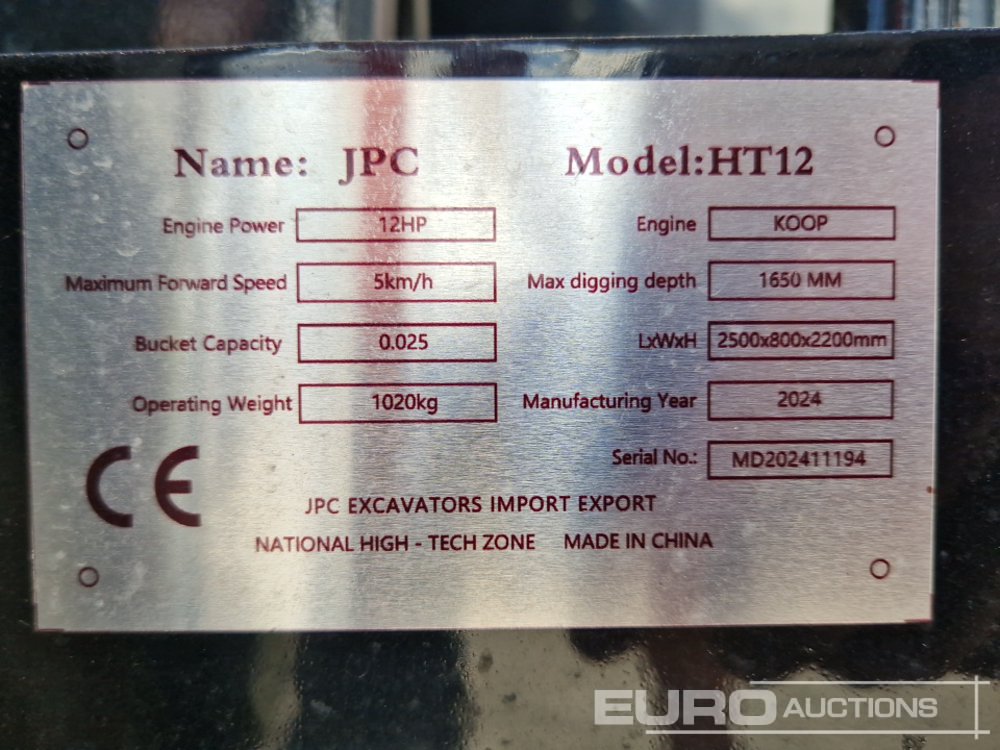 Name: JPC Model:HT12
Engine Power 12HP Engine KOOP
Maximum Forward Speed 5km/h Max digging depth 1650 MM
Bucket Capacity 0.025 LxWxH 2500x800x2200mm
Operating Weight 1020kg Manufacturing Year 2024
Serial No.: MD202411194
CE
JPC EXCAVATORS IMPORT EXPORT
NATIONAL HIGH - TECH ZONE MADE IN CHINA
EURO AUCTIONS